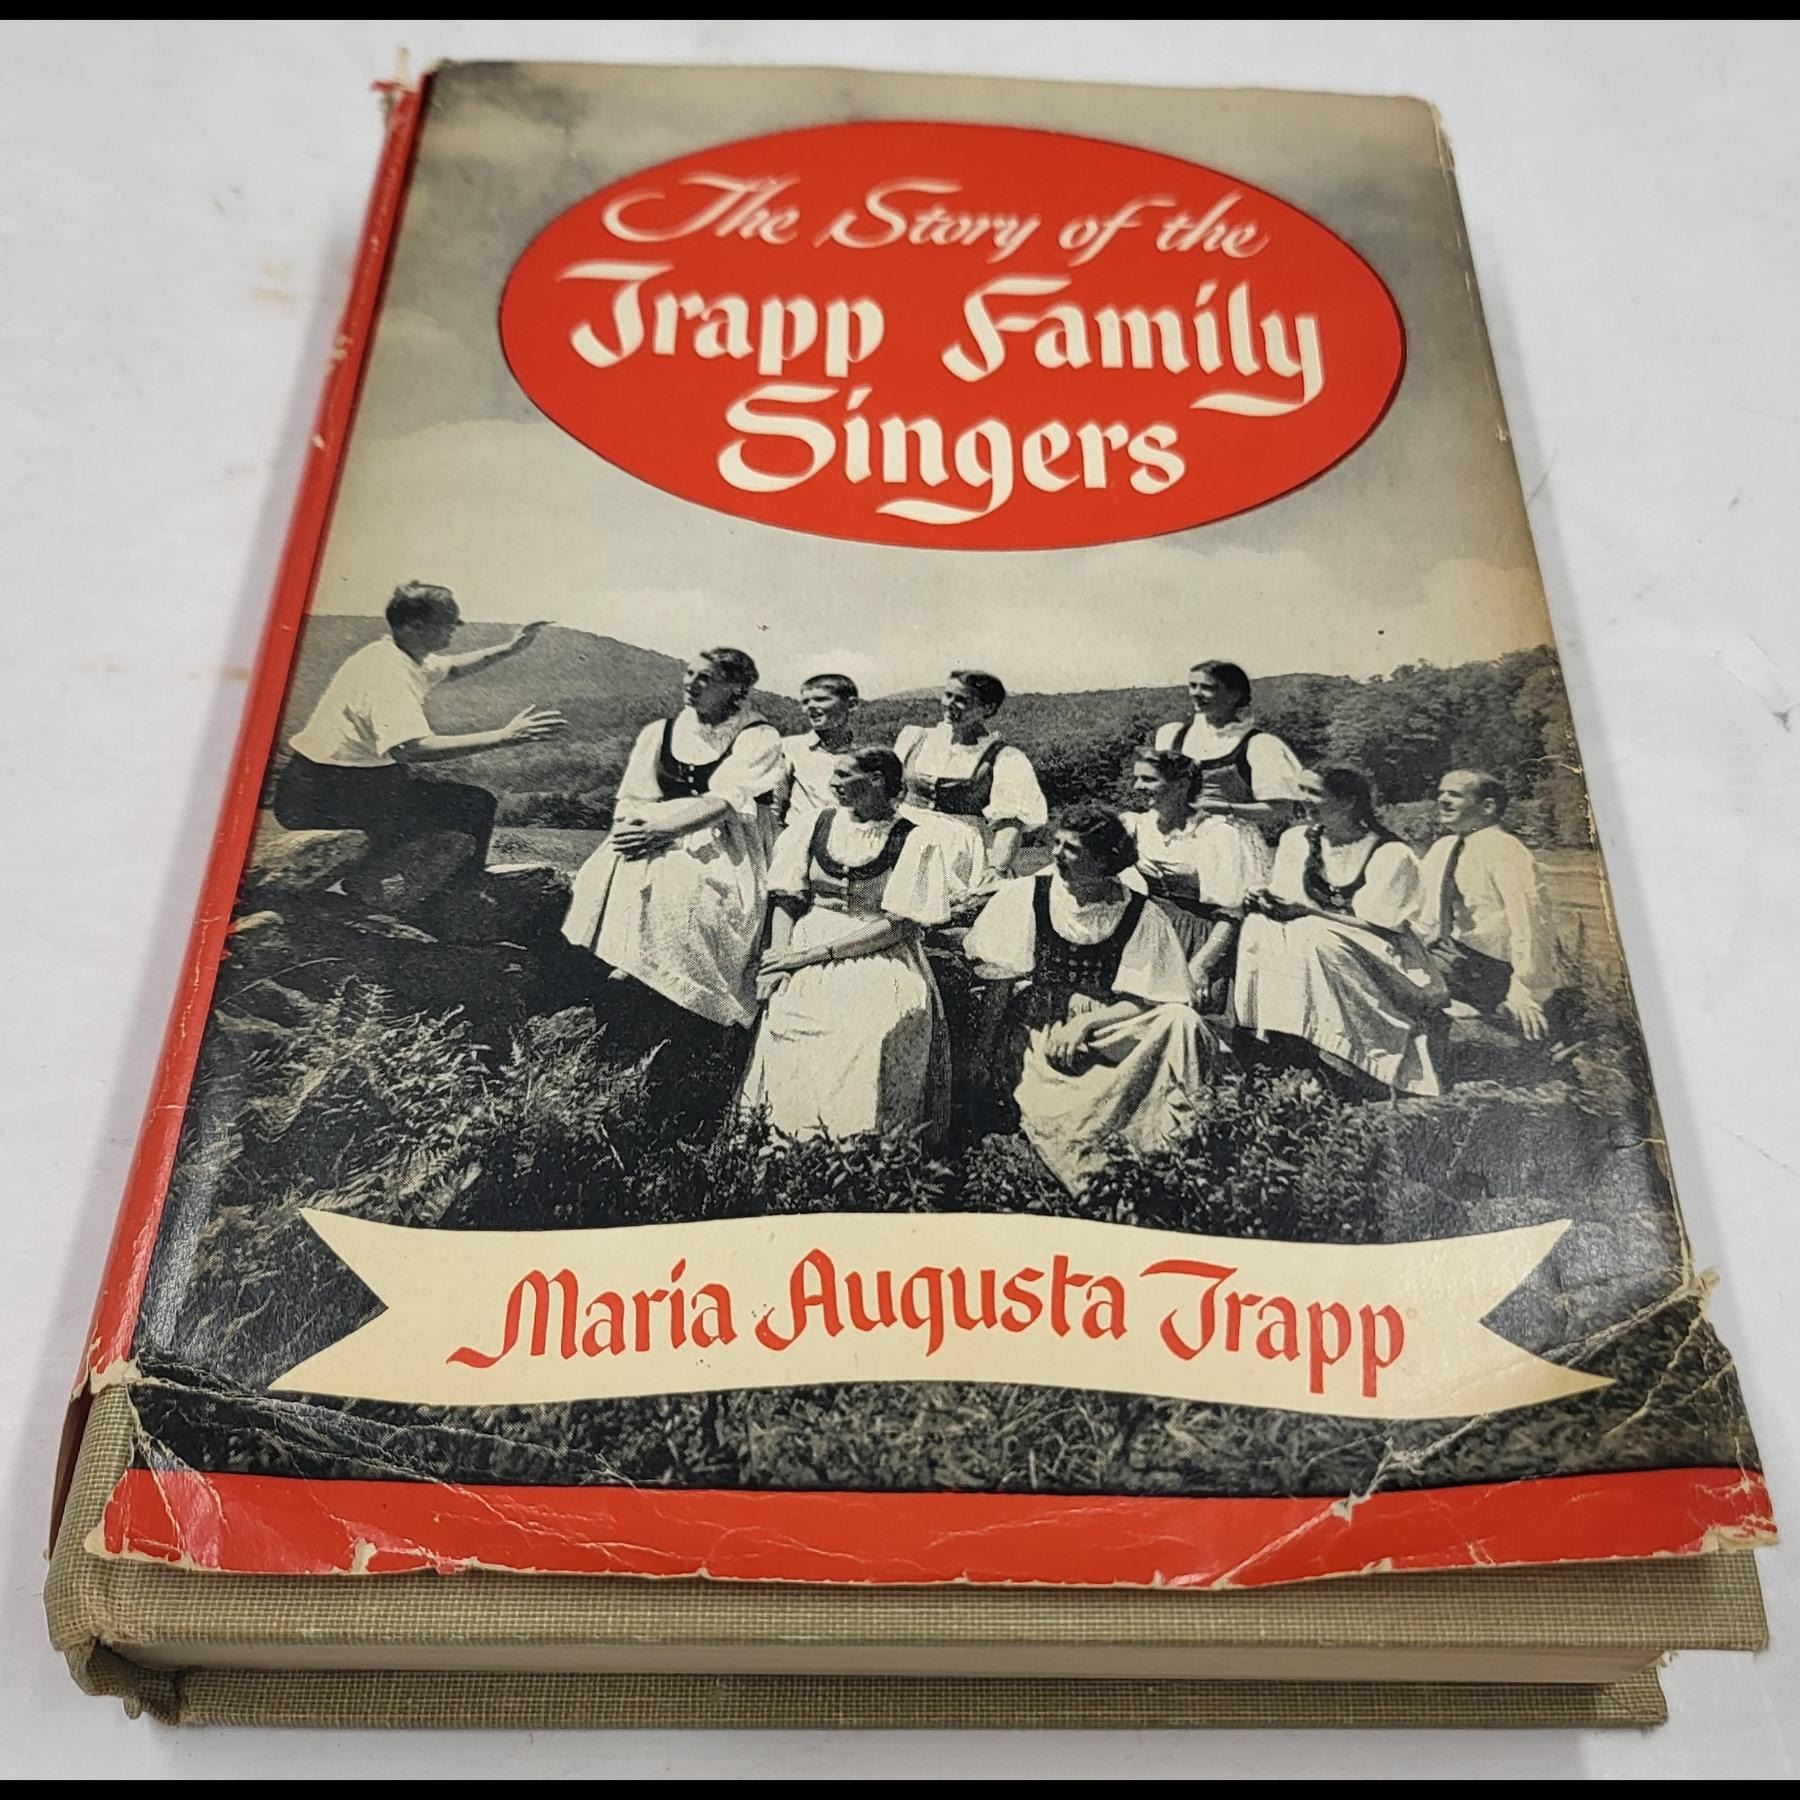 The Story of the
Trapp Family
Singers
Maria Augusta Trapp